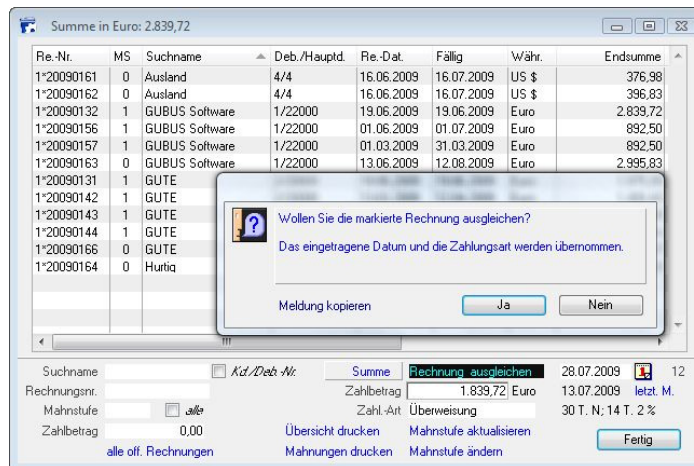 Summe in Euro: 2.839,72
Re.-Nr. MS Suchname Deb./Hauptd. Re.-Dat. Fällig Währ. Endsumme
1*20090161 0 Ausland 4/4 16.06.2009 16.07.2009 US $ 376,98
1*20090162 0 Ausland 4/4 16.06.2009 16.07.2009 US $ 396,83
1*20090132 1 GUBUS Software 1/22000 19.06.2009 19.06.2009 Euro 2.839,72
1*20090156 1 GUBUS Software 1/22000 01.06.2009 01.07.2009 Euro 892,50
1*20090157 1 GUBUS Software 1/22000 01.03.2009 31.03.2009 Euro 892,50
1*20090163 0 GUBUS Software 1/22000 13.06.2009 12.08.2009 Euro 2.995,83
1*20090131 1 GUTE
1*20090142 1 GUTE
1*20090143 1 GUTE
1*20090144 1 GUTE
1*20090166 0 GUTE
1*20090164 0 Hurtig
Wollen Sie die markierte Rechnung ausgleichen?
Das eingetragene Datum und die Zahlungsart werden übernommen.
Meldung kopieren Ja Nein
Suchname Kd./Deb.-Nr. Summe Rechnung ausgleichen 28.07.2009 12
Rechnungsnr. Zahlbetrag 1.839,72 Euro 13.07.2009 letzt. M.
Mahnstufe alle Zahl.-Art Überweisung 30 T. N; 14 T. 2 %
Zahlbetrag 0,00 Übersicht drucken Mahnstufe aktualisieren Fertig
alle off. Rechnungen Mahnungen drucken Mahnstufe ändern